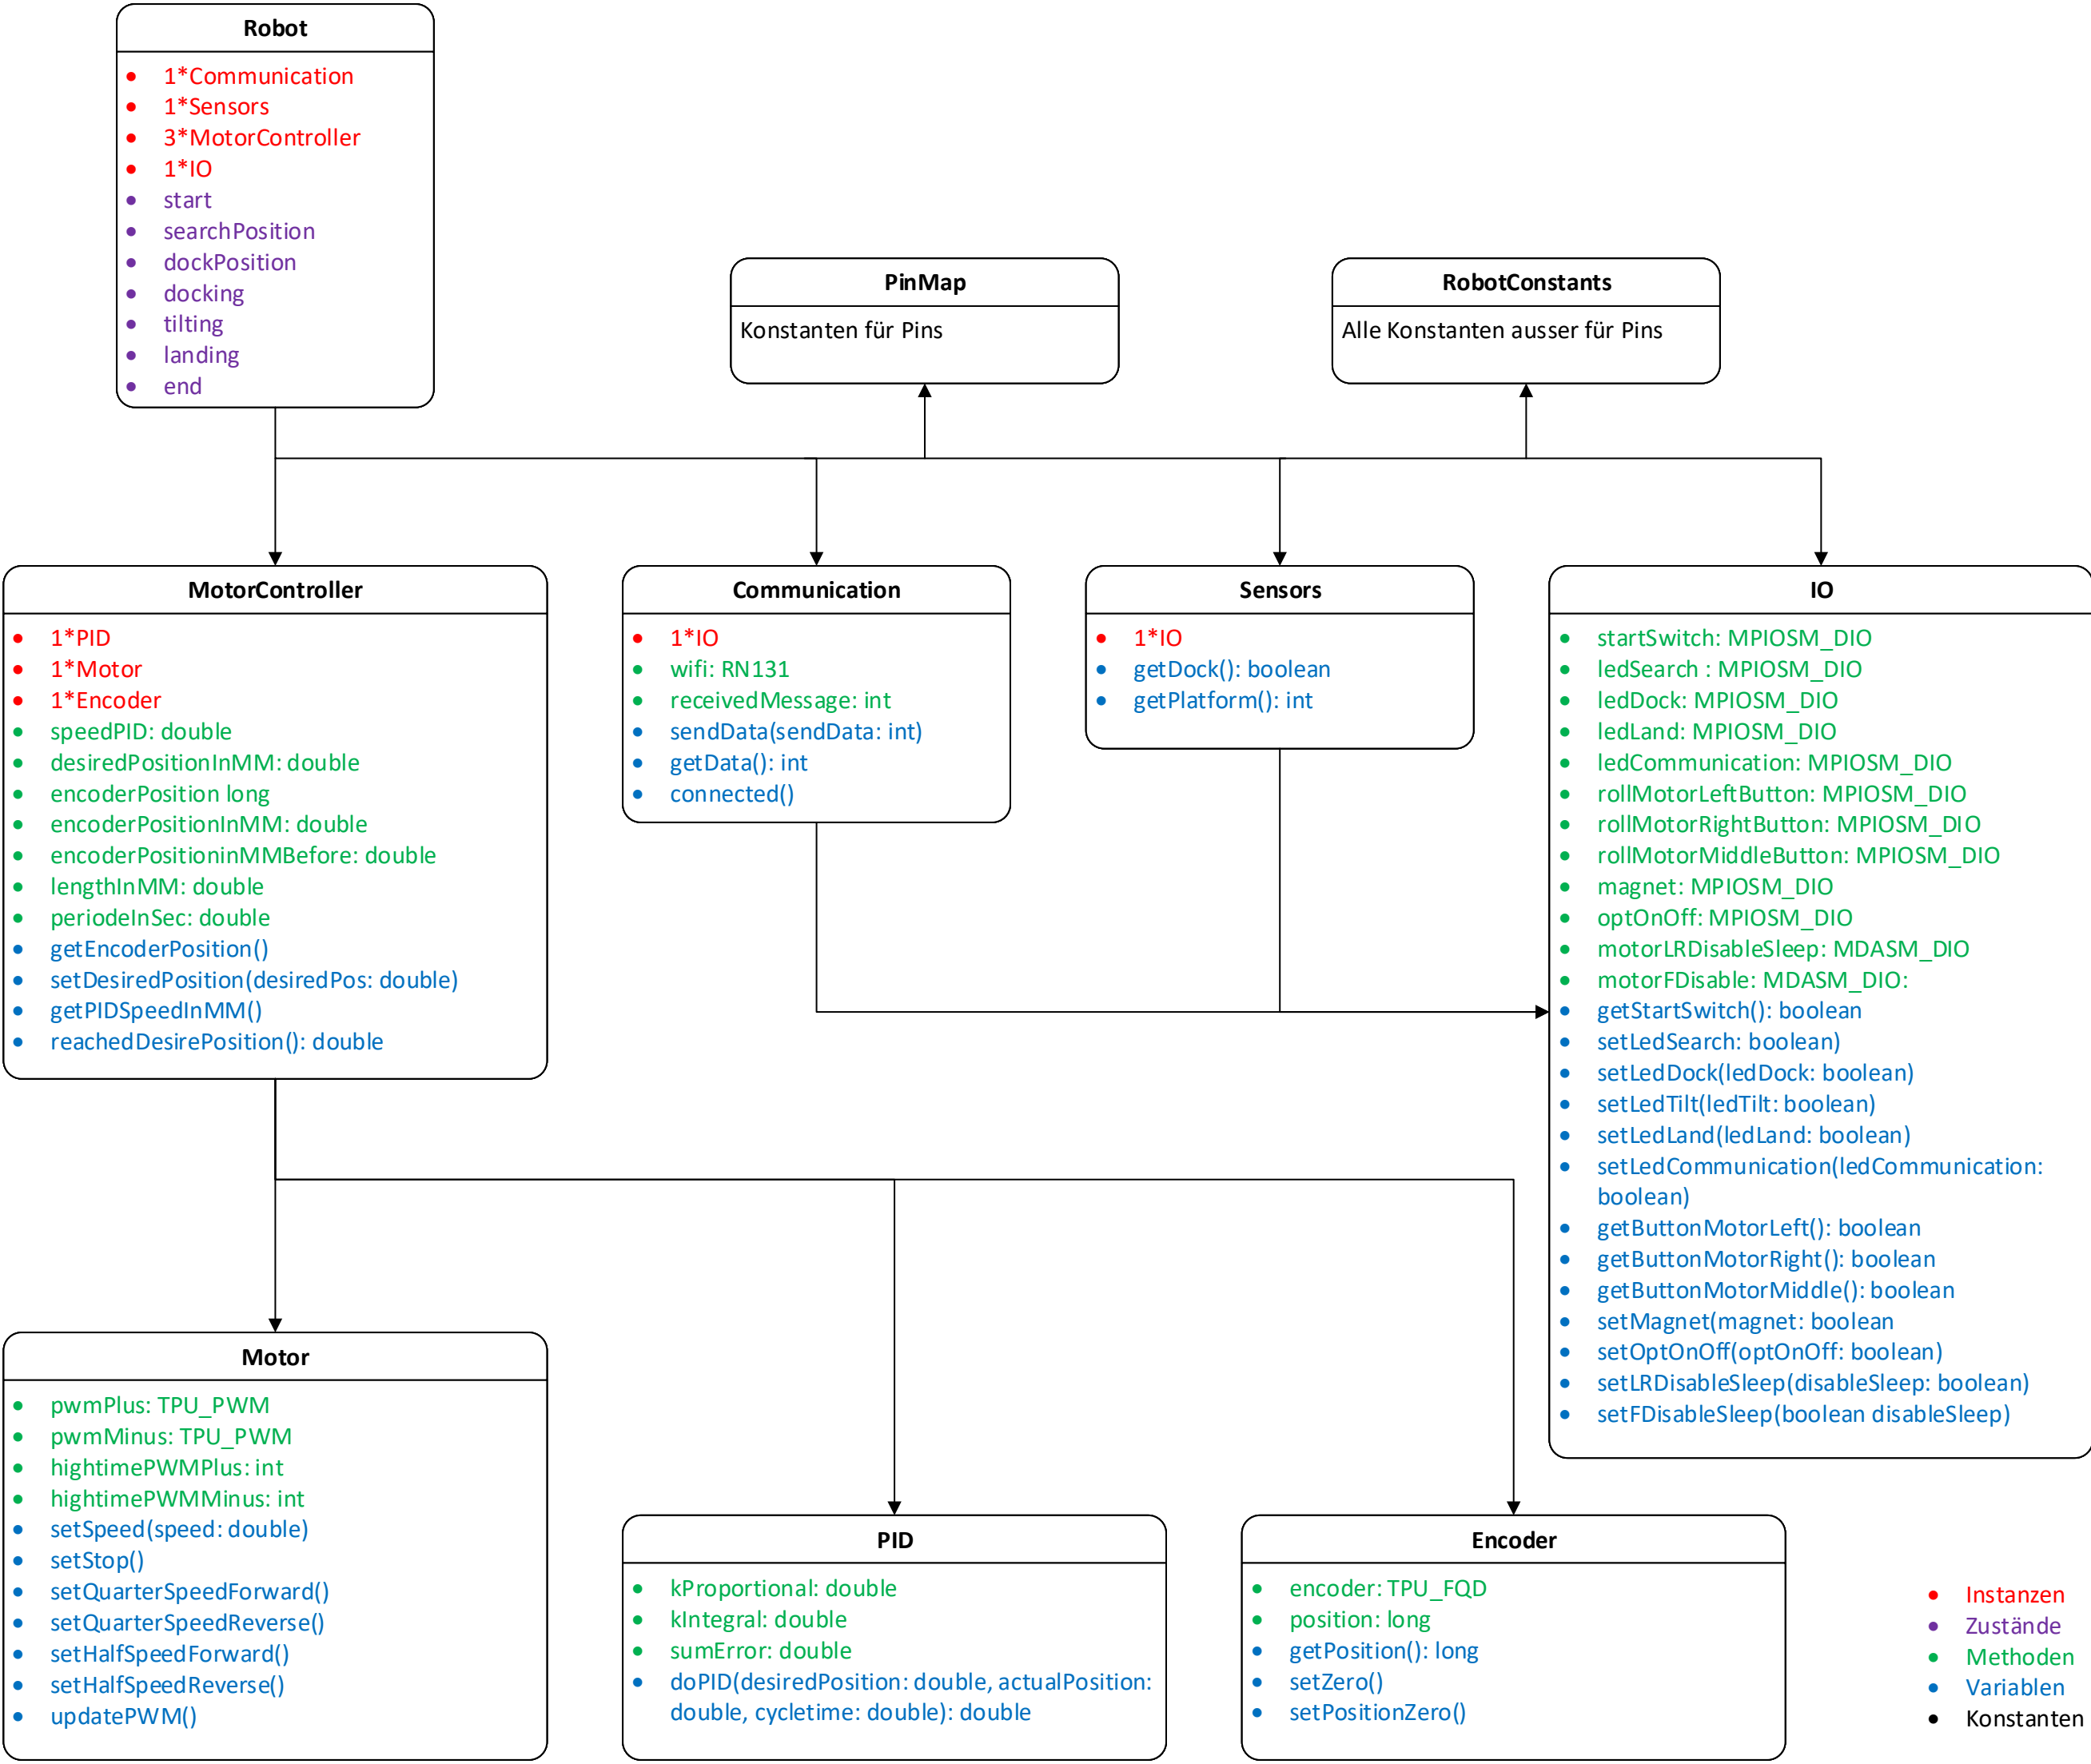 Robot
1*Communication
1*Sensors
3*MotorController
1*IO
start
searchPosition
dockPosition
docking
tilting
landing
end
PinMap
Konstanten für Pins
RobotConstants
Alle Konstanten ausser für Pins
MotorController
1*PID
1*Motor
1*Encoder
speedPID: double
desiredPositionInMM: double
encoderPosition long
encoderPositionInMM: double
encoderPositioninMMBefore: double
lengthInMM: double
periodeInSec: double
getEncoderPosition()
setDesiredPosition(desiredPos: double)
getPIDSpeedInMM()
reachedDesirePosition(): double
Communication
1*IO
wifi: RN131
receivedMessage: int
sendData(sendData: int)
getData(): int
connected()
Sensors
1*IO
getDock(): boolean
getPlatform(): int
IO
startSwitch: MPIOSM_DIO
ledSearch : MPIOSM_DIO
ledDock: MPIOSM_DIO
ledLand: MPIOSM_DIO
ledCommunication: MPIOSM_DIO
rollMotorLeftButton: MPIOSM_DIO
rollMotorRightButton: MPIOSM_DIO
rollMotorMiddleButton: MPIOSM_DIO
magnet: MPIOSM_DIO
optOnOff: MPIOSM_DIO
motorLRDisableSleep: MDASM_DIO
motorFDisable: MDASM_DIO:
getStartSwitch(): boolean
setLedSearch: boolean)
setLedDock(ledDock: boolean)
setLedTilt(ledTilt: boolean)
setLedLand(ledLand: boolean)
setLedCommunication(ledCommunication:
boolean)
getButtonMotorLeft(): boolean
getButtonMotorRight(): boolean
getButtonMotorMiddle(): boolean
setMagnet(magnet: boolean
setOptOnOff(optOnOff: boolean)
setLRDisableSleep(disableSleep: boolean)
setFDisableSleep(boolean disableSleep)
Motor
pwmPlus: TPU_PWM
pwmMinus: TPU_PWM
hightimePWMPlus: int
hightimePWMMinus: int
setSpeed(speed: double)
setStop()
setQuarterSpeedForward()
setQuarterSpeedReverse()
setHalfSpeedForward()
setHalfSpeedReverse()
updatePWM()
PID
kProportional: double
kIntegral: double
sumError: double
doPID(desiredPosition: double, actualPosition:
double, cycletime: double): double
Encoder
encoder: TPU_FQD
position: long
getPosition(): long
setZero()
setPositionZero()
Instanzen
Zustände
Methoden
Variablen
Konstanten